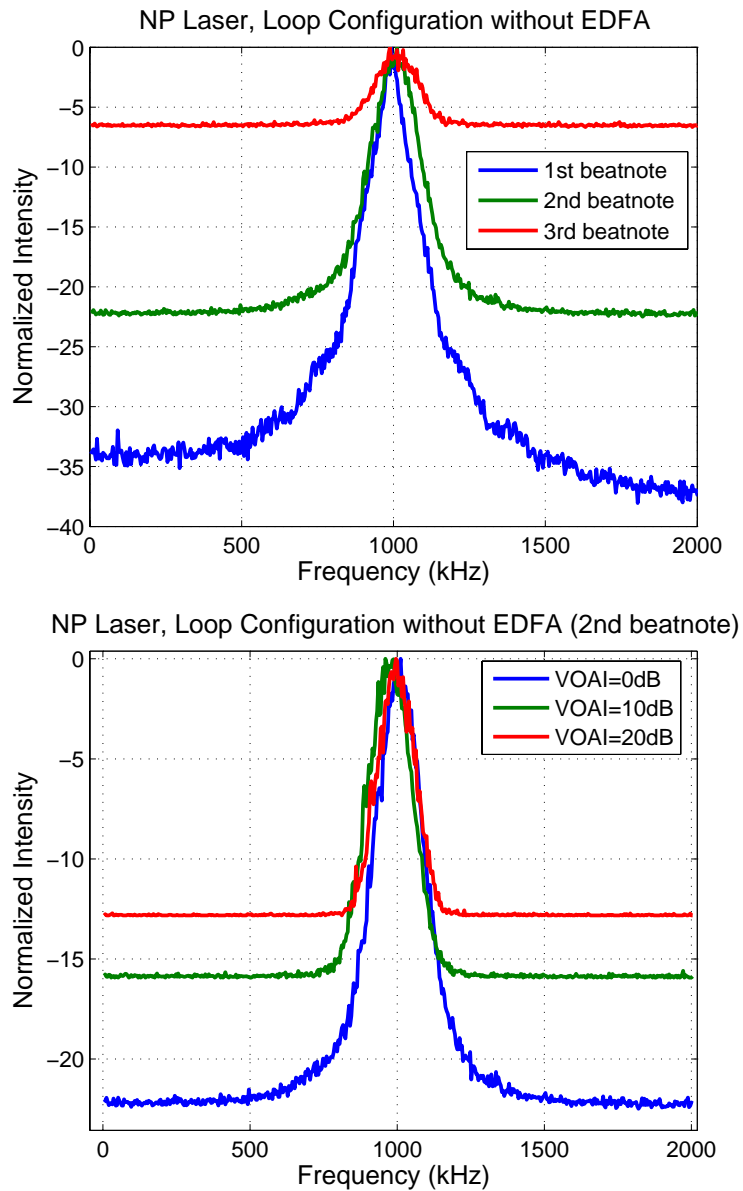 NP Laser, Loop Configuration without EDFA
0
−5
−10
−15
−20
−25
−30
−35
−40
Normalized Intensity
1st beatnote
2nd beatnote
3rd beatnote
0 500 1000 1500 2000
Frequency (kHz)
NP Laser, Loop Configuration without EDFA (2nd beatnote)
0
−5
−10
−15
−20
Normalized Intensity
VOAI=0dB
VOAI=10dB
VOAI=20dB
0 500 1000 1500 2000
Frequency (kHz)